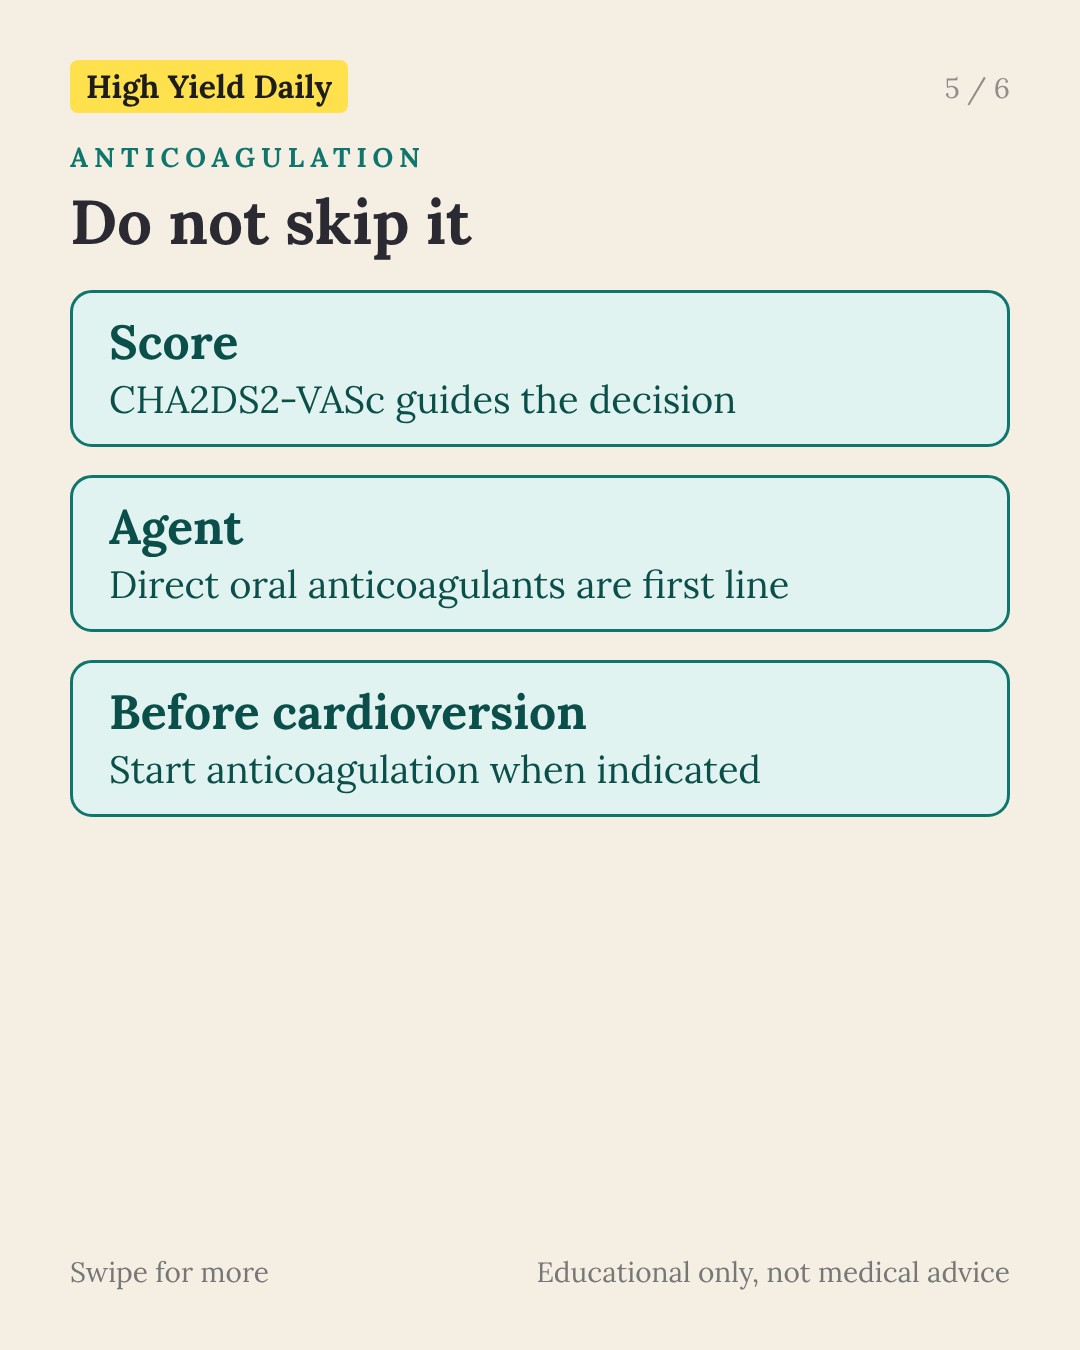 High Yield Daily
5 / 6
ANTICOAGULATION
Do not skip it
Score
CHA2DS2-VASc guides the decision
Agent
Direct oral anticoagulants are first line
Before cardioversion
Start anticoagulation when indicated
Swipe for more
Educational only, not medical advice